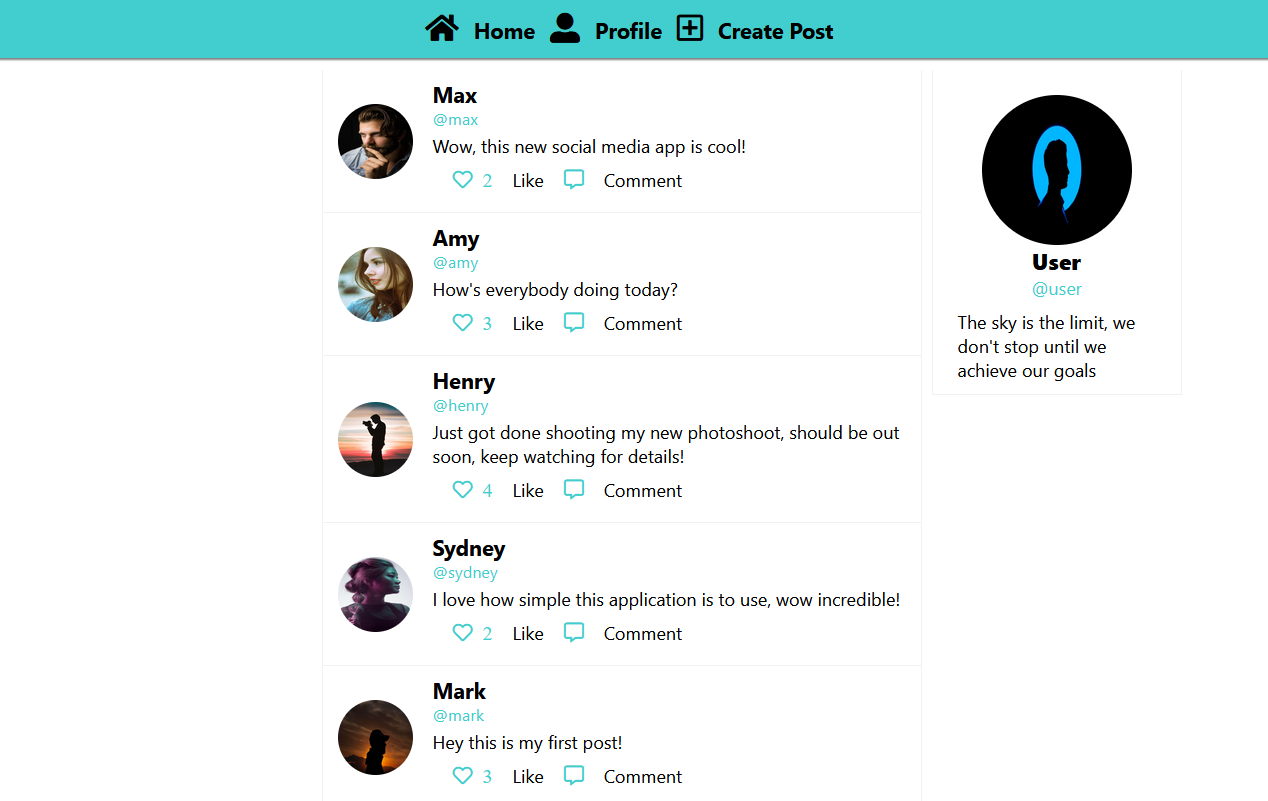 Home Profile Create Post
Max
@max
Wow, this new social media app is cool!
2 Like Comment
Amy
@amy
How's everybody doing today?
3 Like Comment
Henry
@henry
Just got done shooting my new photoshoot, should be out
soon, keep watching for details!
4 Like Comment
Sydney
@sydney
I love how simple this application is to use, wow incredible!
2 Like Comment
Mark
@mark
Hey this is my first post!
3 Like Comment
User
@user
The sky is the limit, we
don't stop until we
achieve our goals